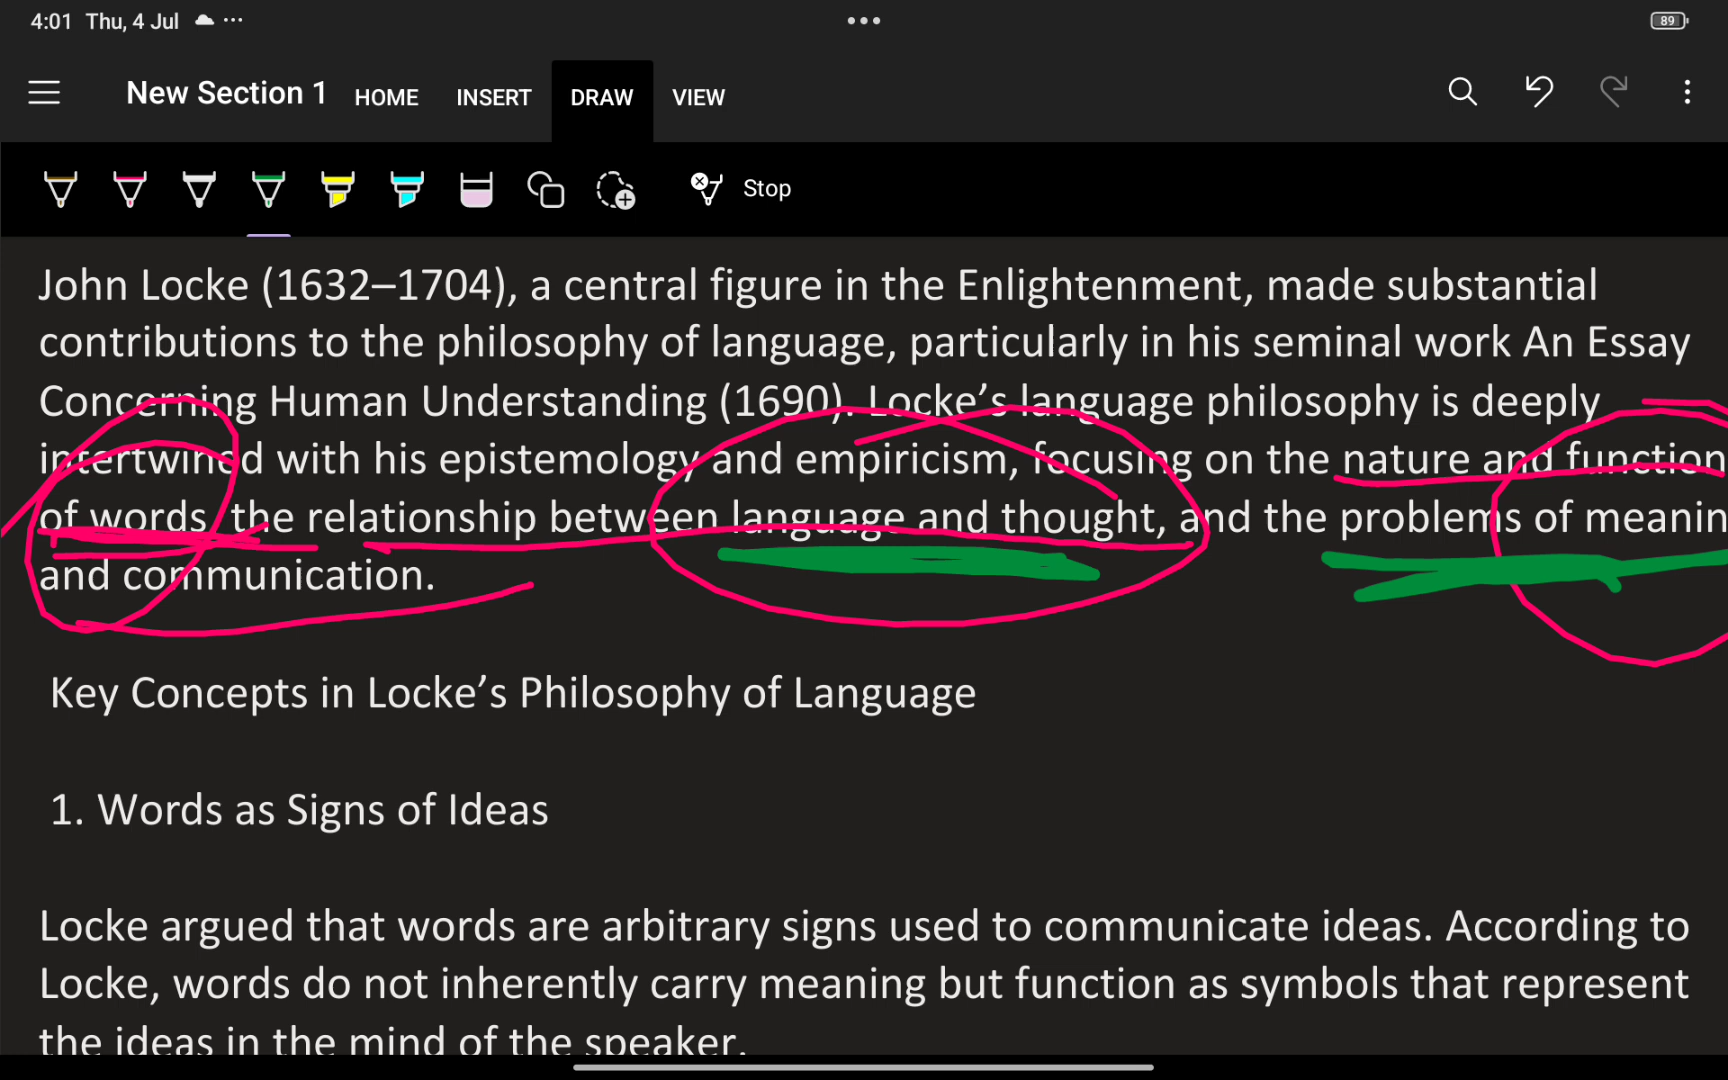 4:01 Thu, 4 Jul
89
New Section 1 HOME INSERT DRAW VIEW
Stop
John Locke (1632–1704), a central figure in the Enlightenment, made substantial
contributions to the philosophy of language, particularly in his seminal work An Essay
Concerning Human Understanding (1690). Locke’s language philosophy is deeply
intertwined with his epistemology and empiricism, focusing on the nature and function
of words, the relationship between language and thought, and the problems of meanin
and communication.
Key Concepts in Locke’s Philosophy of Language
1. Words as Signs of Ideas
Locke argued that words are arbitrary signs used to communicate ideas. According to
Locke, words do not inherently carry meaning but function as symbols that represent
the ideas in the mind of the speaker.